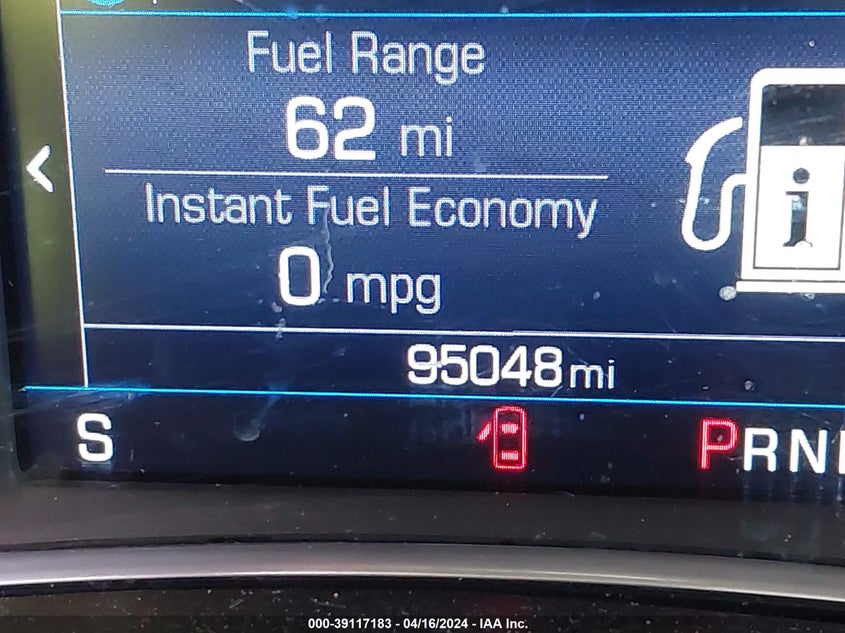 Fuel Range
62 mi
Instant Fuel Economy
0 mpg
i
95048 mi
S
PRN
000-39117183 - 04/16/2024 - IAA Inc.